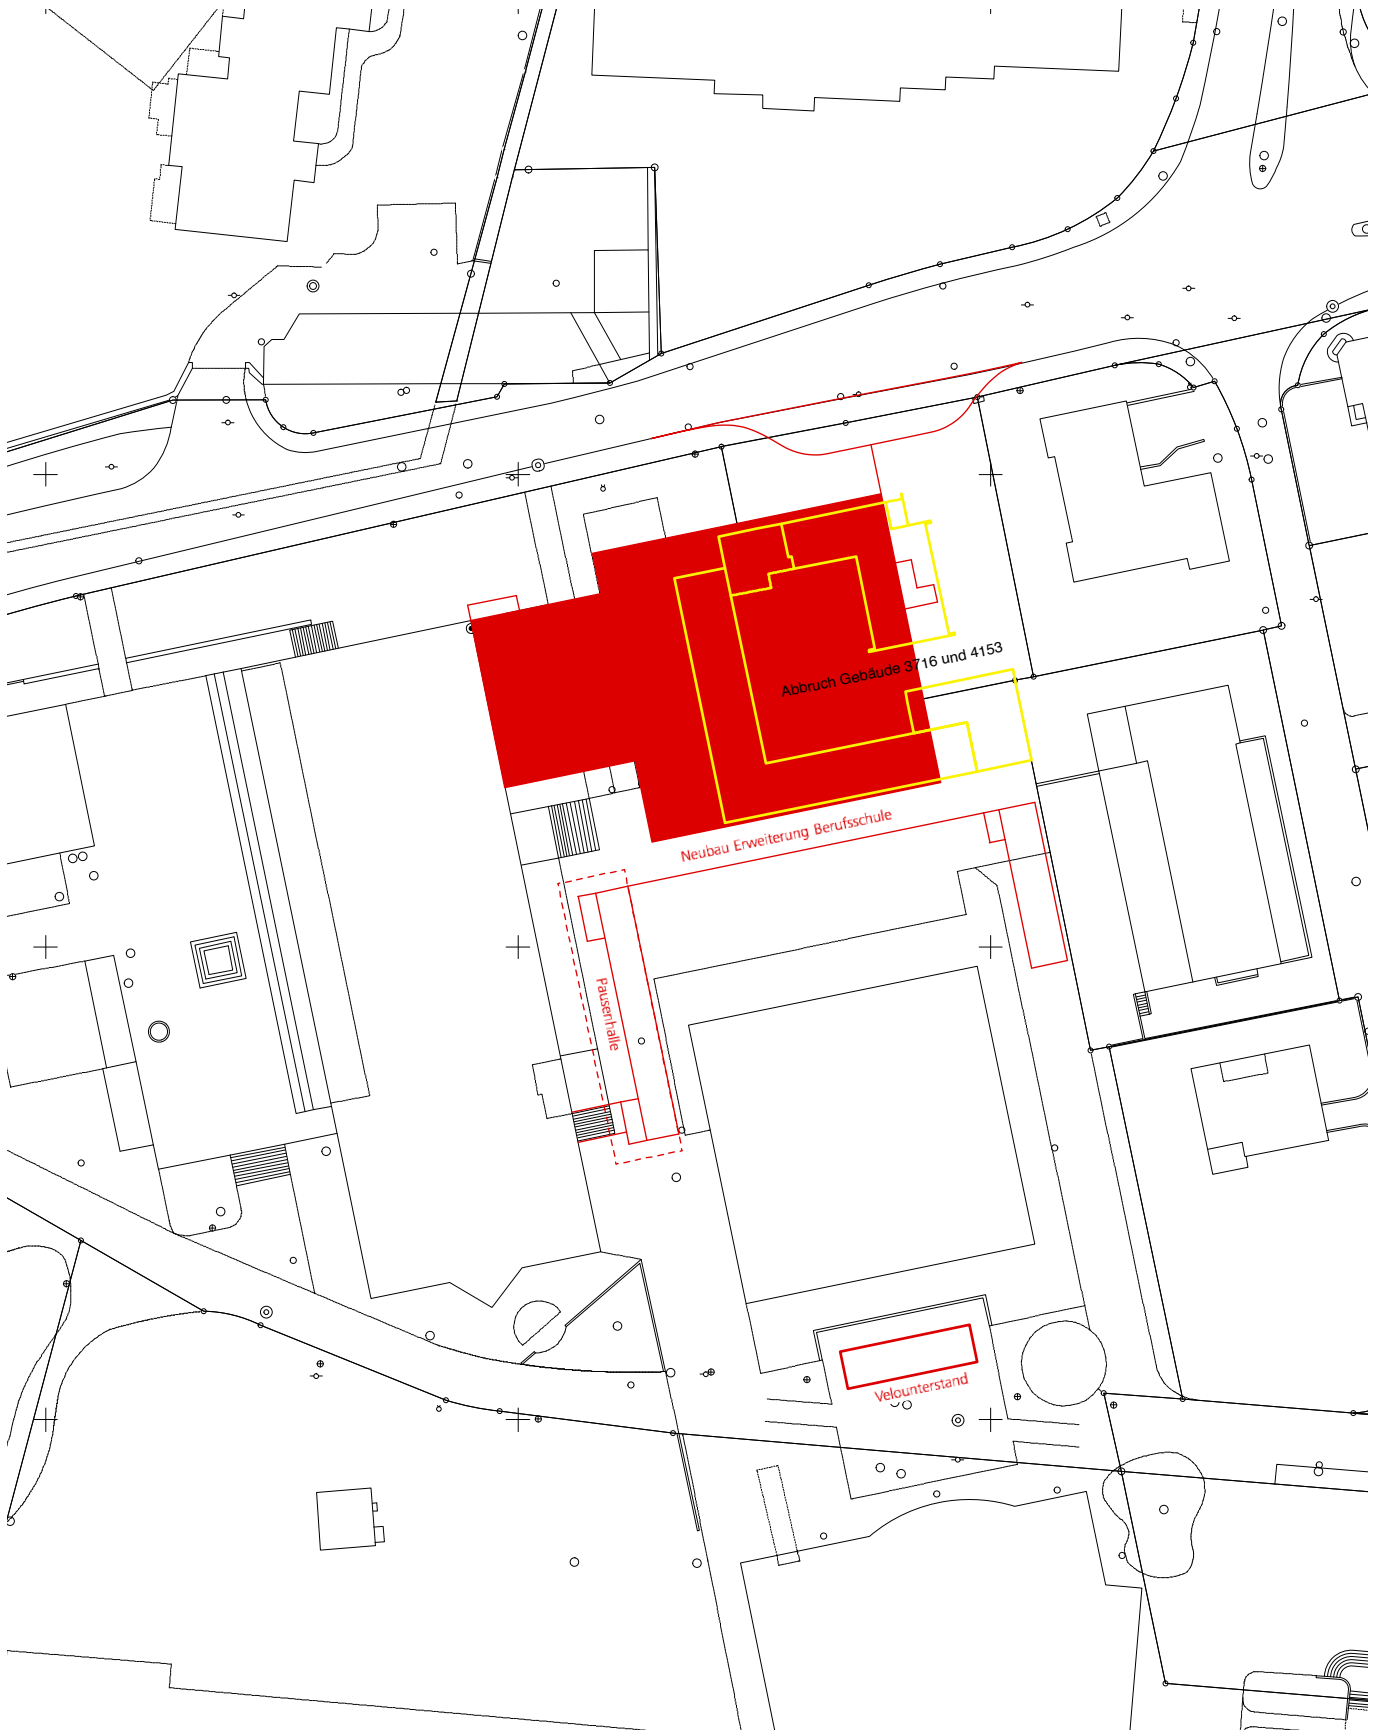 Abbruch Gebäude 3716 und 4153
Neubau Erweiterung Berufsschule
Pausenhalle
Velounterstand